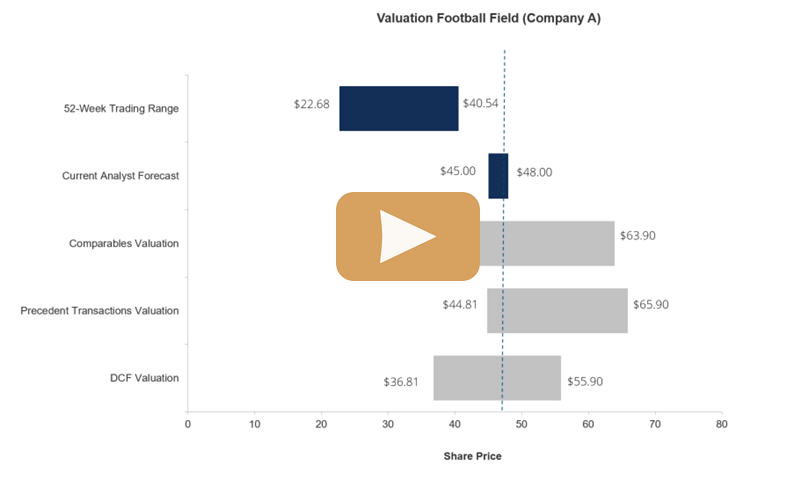 Valuation Football Field (Company A)
52-Week Trading Range
$22.68
$40.54
Current Analyst Forecast
$45.00
$48.00
Comparables Valuation
$63.90
Precedent Transactions Valuation
$44.81
$65.90
DCF Valuation
$36.81
$55.90
0 10 20 30 40 50 60 70 80
Share Price